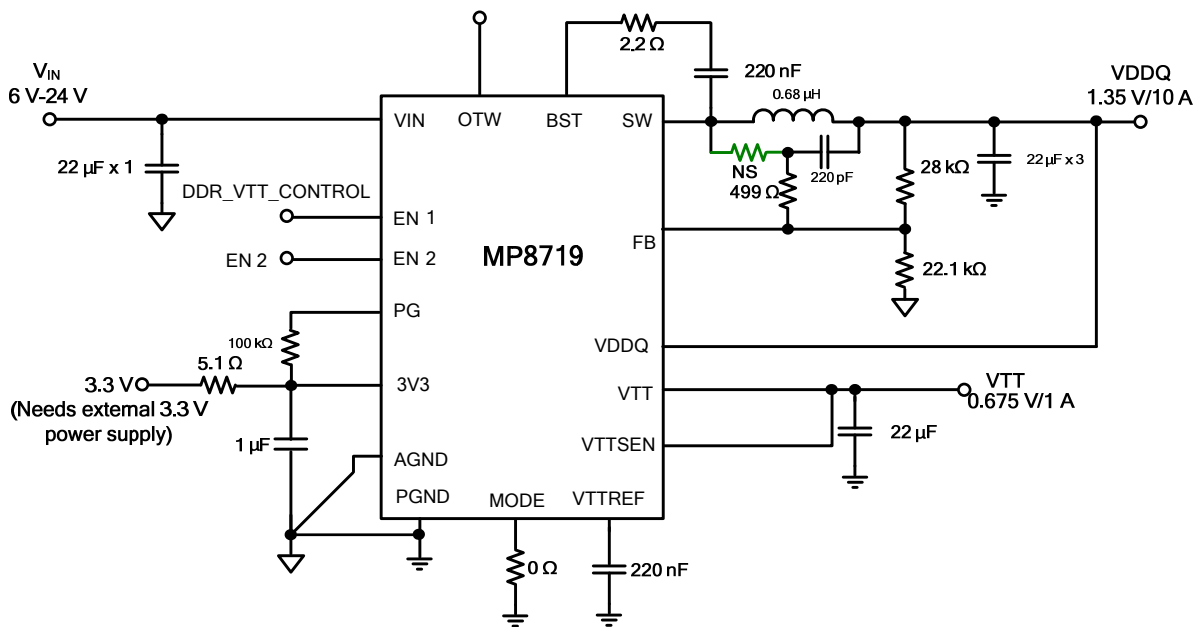 2.2 Ω
220 nF
V_IN
6 V-24 V
VDDQ
1.35 V/10 A
0.68 µH
VIN
OTW
BST
SW
22 µF x 1
NS
499 Ω
220 pF
28 kΩ
22 µF x 3
DDR_VTT_CONTROL
EN 1
FB
EN 2
EN 2
MP8719
22.1 kΩ
PG
100 kΩ
VDDQ
5.1 Ω
3.3 V
3V3
(Needs external 3.3 V
power supply)
VTT
VTT
0.675 V/1 A
1 µF
VTTSEN
22 µF
AGND
PGND
MODE
VTTREF
0 Ω
220 nF